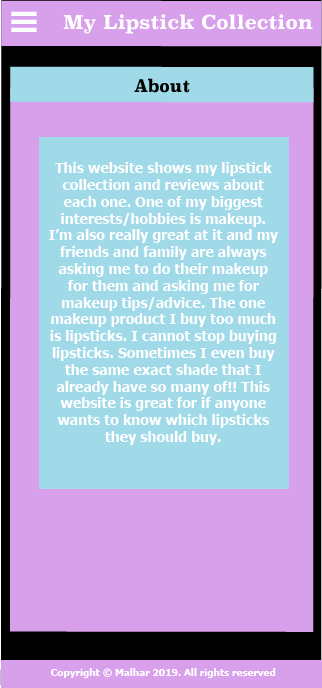 My Lipstick Collection
About
This website shows my lipstick
collection and reviews about
each one. One of my biggest
interests/hobbies is makeup.
I'm also really great at it and my
friends and family are always
asking me to do their makeup
for them and asking me for
makeup tips/advice. The one
makeup product I buy too much
is lipsticks. I cannot stop buying
lipsticks. Sometimes I even buy
the same exact shade that I
already have so many of!! This
website is great for if anyone
wants to know which lipsticks
they should buy.
Copyright © Malhar 2019. All rights reserved